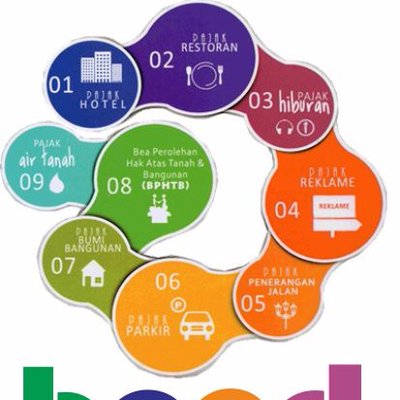 01
PAJAK
HOTEL
02
PAJAK
RESTORAN
03
PAJAK
hiburan
04
PAJAK
REKLAME
REKLAME
05
PAJAK
PENERANGAN
JALAN
06
P
PAJAK
PARKIR
07
PAJAK
BUMI
BANGUNAN
08
Bea Perolehan
Hak Atas Tanah &
Bangunan
(BPHTB)
09
PAJAK
air tanah